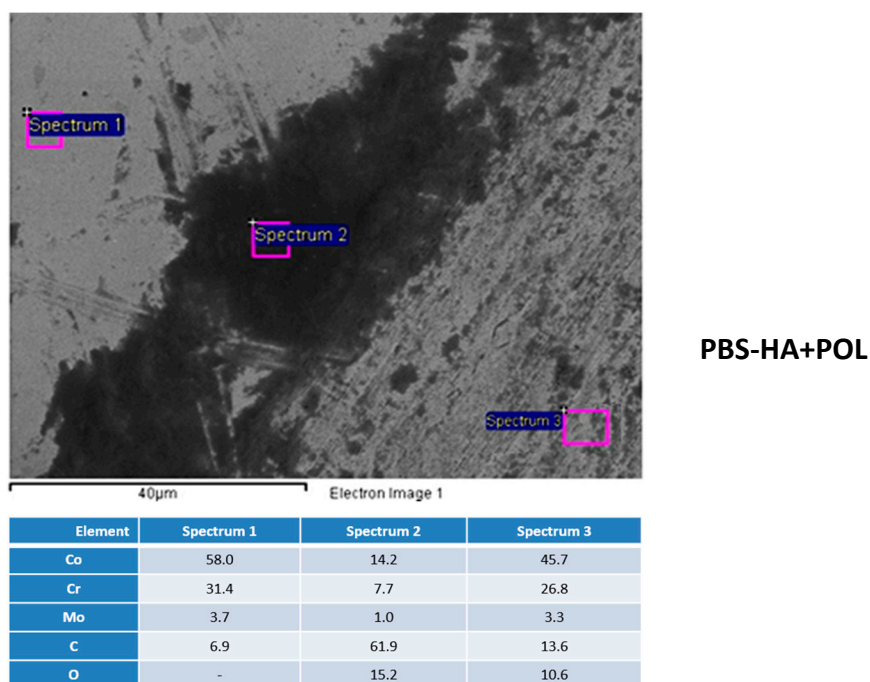 Spectrum 1
Spectrum 2
PBS-HA+POL
Spectrum 3
40µm Electron Image 1
Element Spectrum 1 Spectrum 2 Spectrum 3
Co 58.0 14.2 45.7
Cr 31.4 7.7 26.8
Mo 3.7 1.0 3.3
C 6.9 61.9 13.6
O - 15.2 10.6